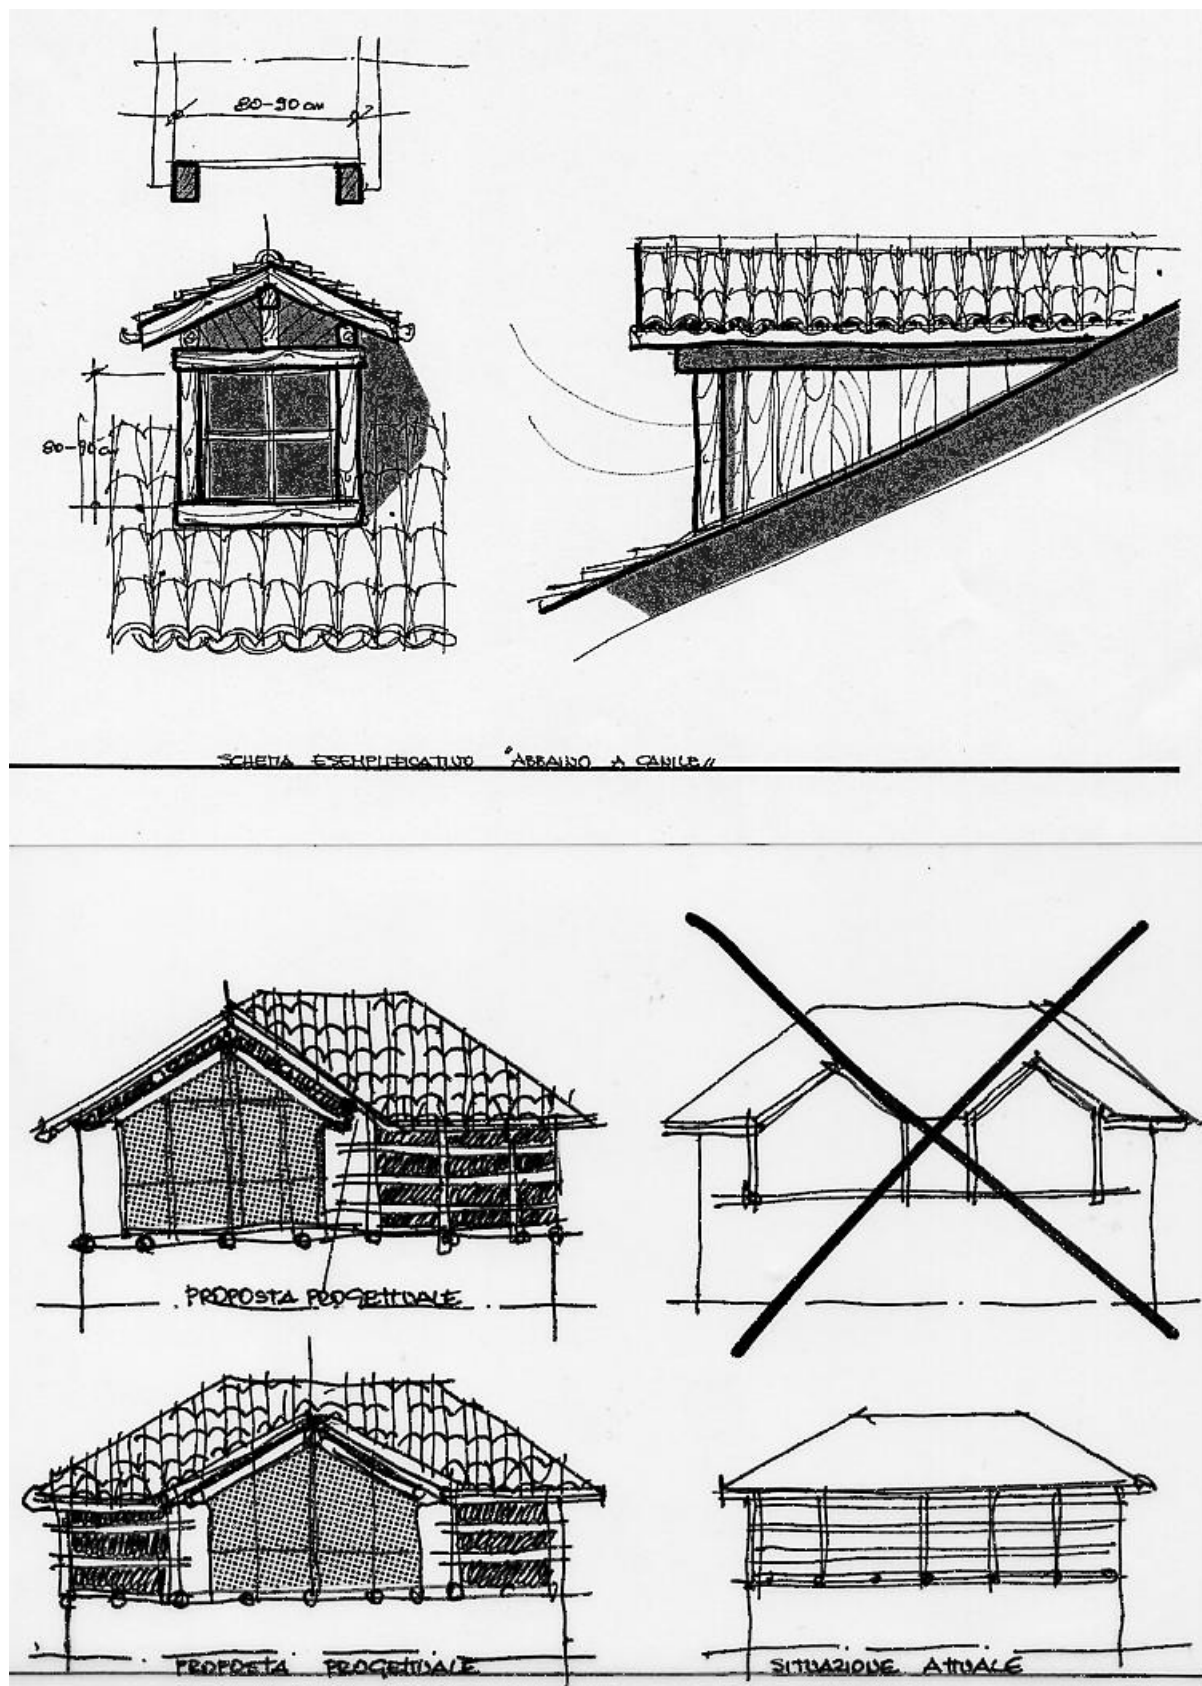 80-90 cm
80-90 cm
SCHEMA ESEMPLIFICATIVO "ABBAINO A CANILE"
PROPOSTA PROGETTUALE
PROPOSTA PROGETTUALE
SITUAZIONE ATTUALE